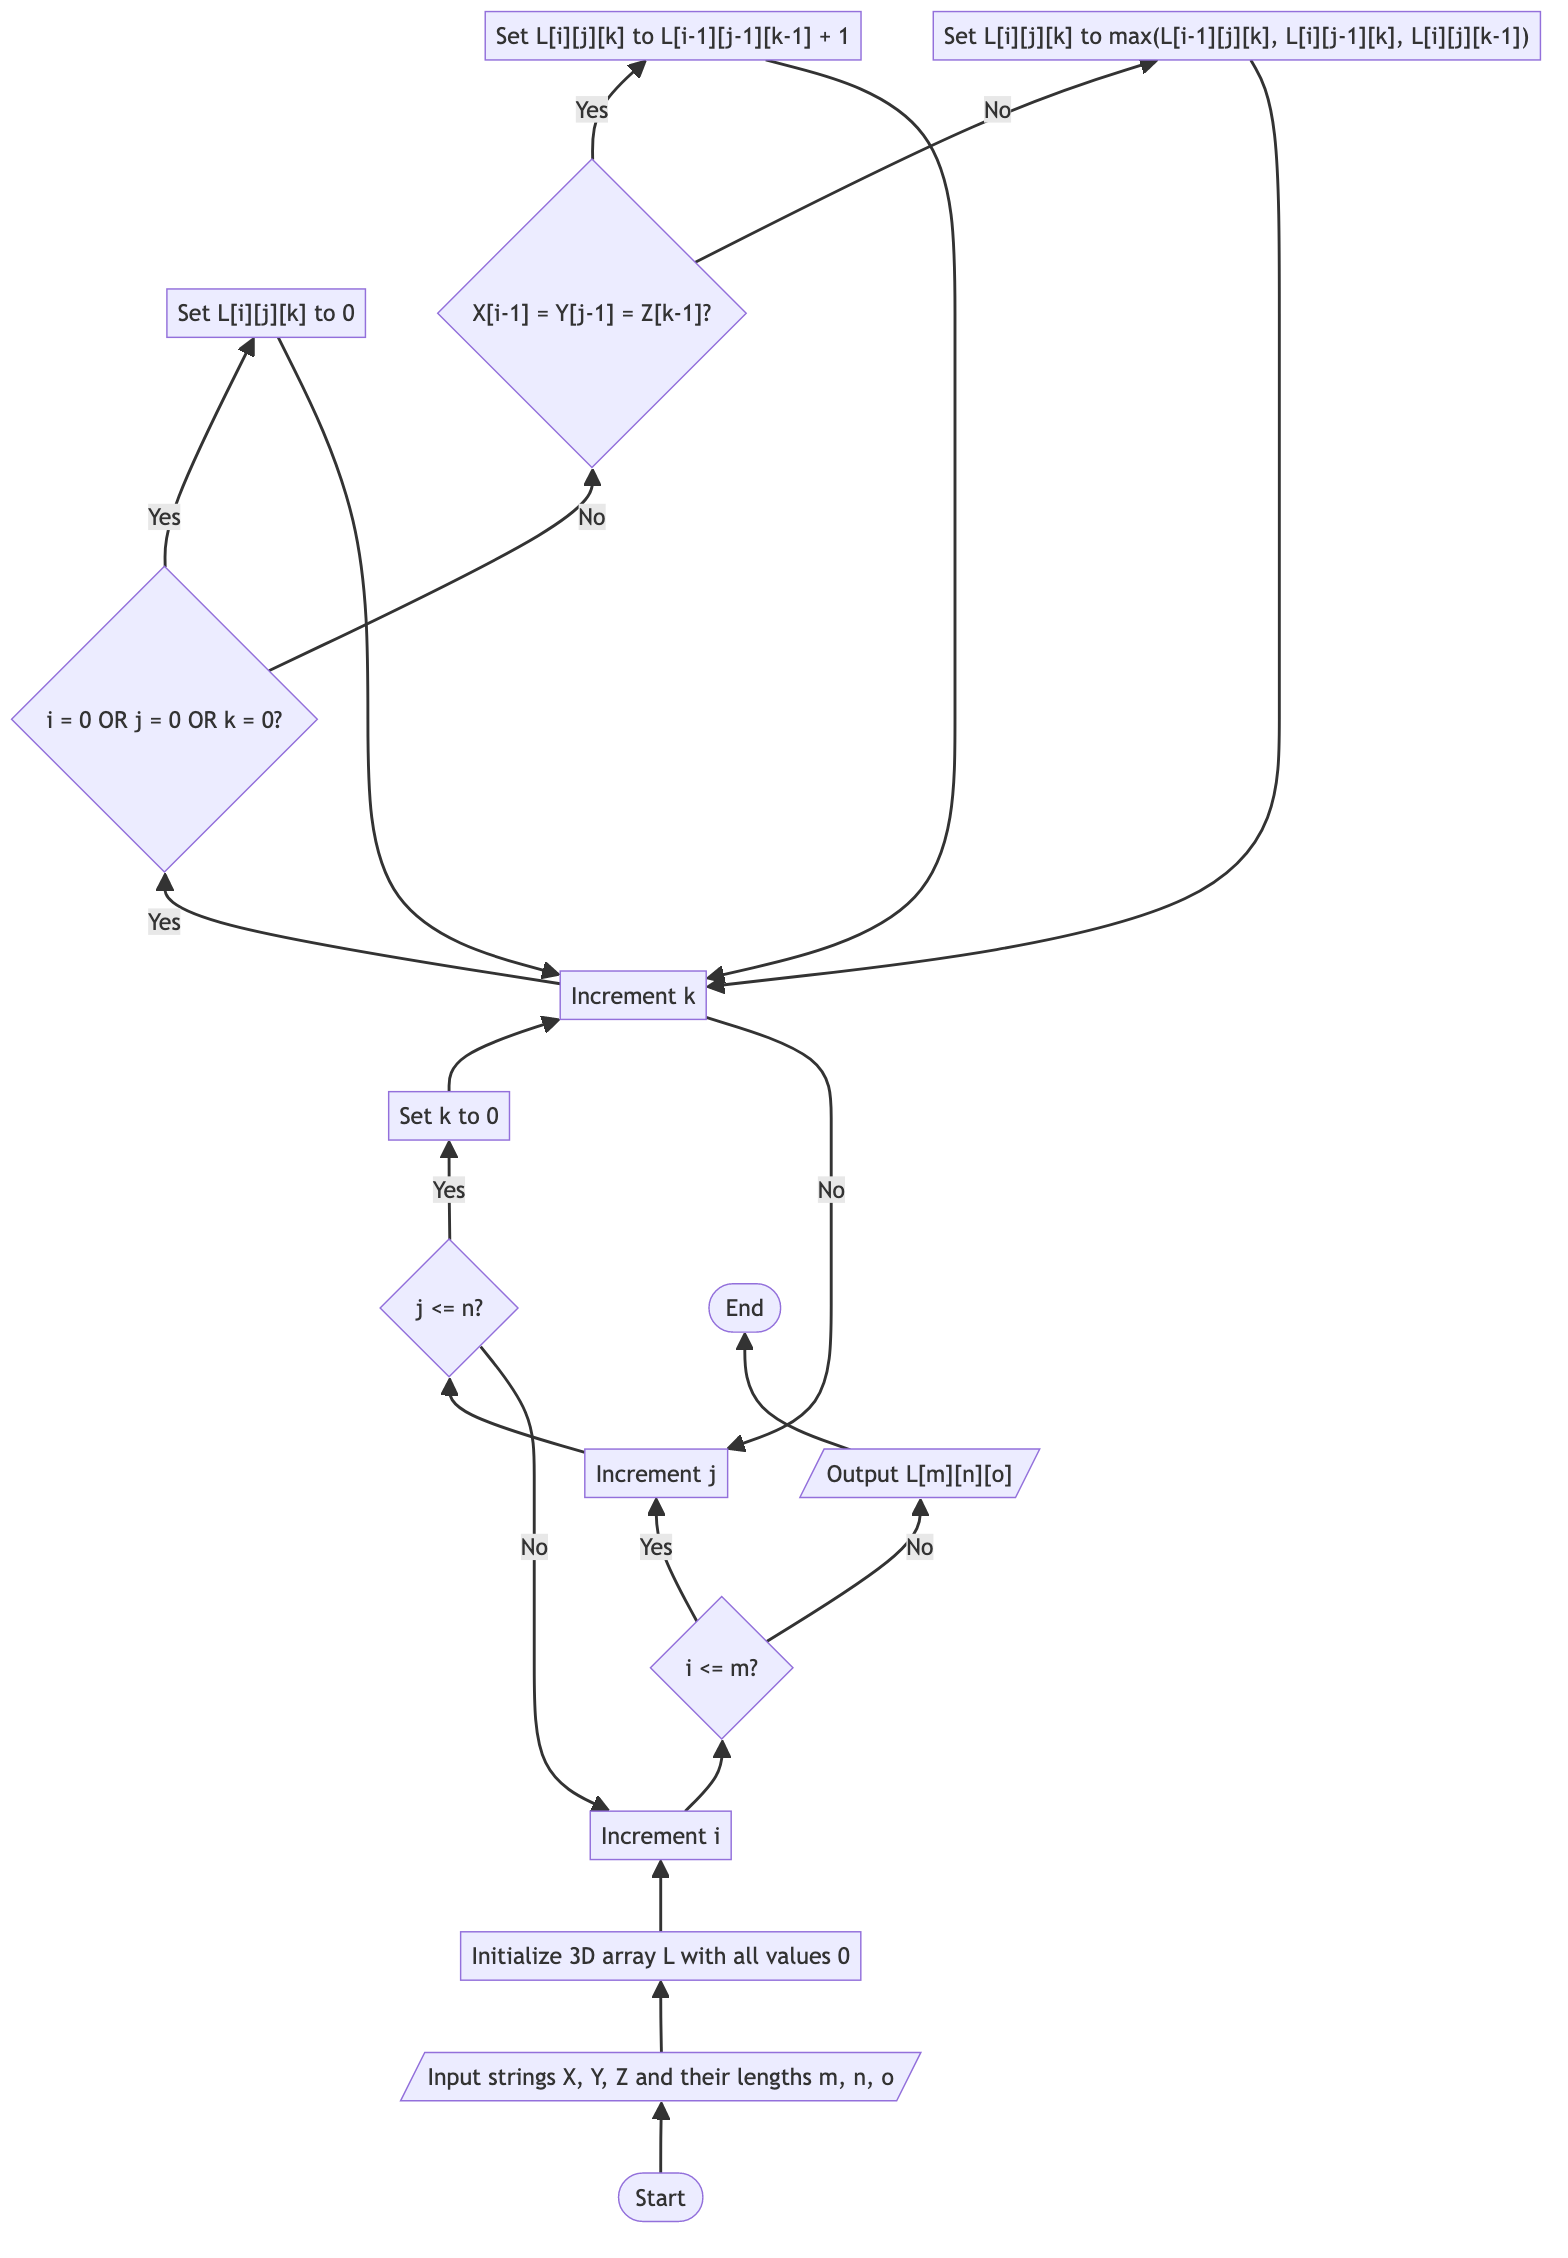 Set L[i][j][k] to L[i-1][j-1][k-1] + 1
Set L[i][j][k] to max(L[i-1][j][k], L[i][j-1][k], L[i][j][k-1])
Yes
No
X[i-1] = Y[j-1] = Z[k-1]?
Set L[i][j][k] to 0
Yes
No
i = 0 OR j = 0 OR k = 0?
Yes
Increment k
Set k to 0
Yes
No
j <= n?
End
Increment j
Output L[m][n][o]
No
Yes
No
i <= m?
Increment i
Initialize 3D array L with all values 0
Input strings X, Y, Z and their lengths m, n, o
Start